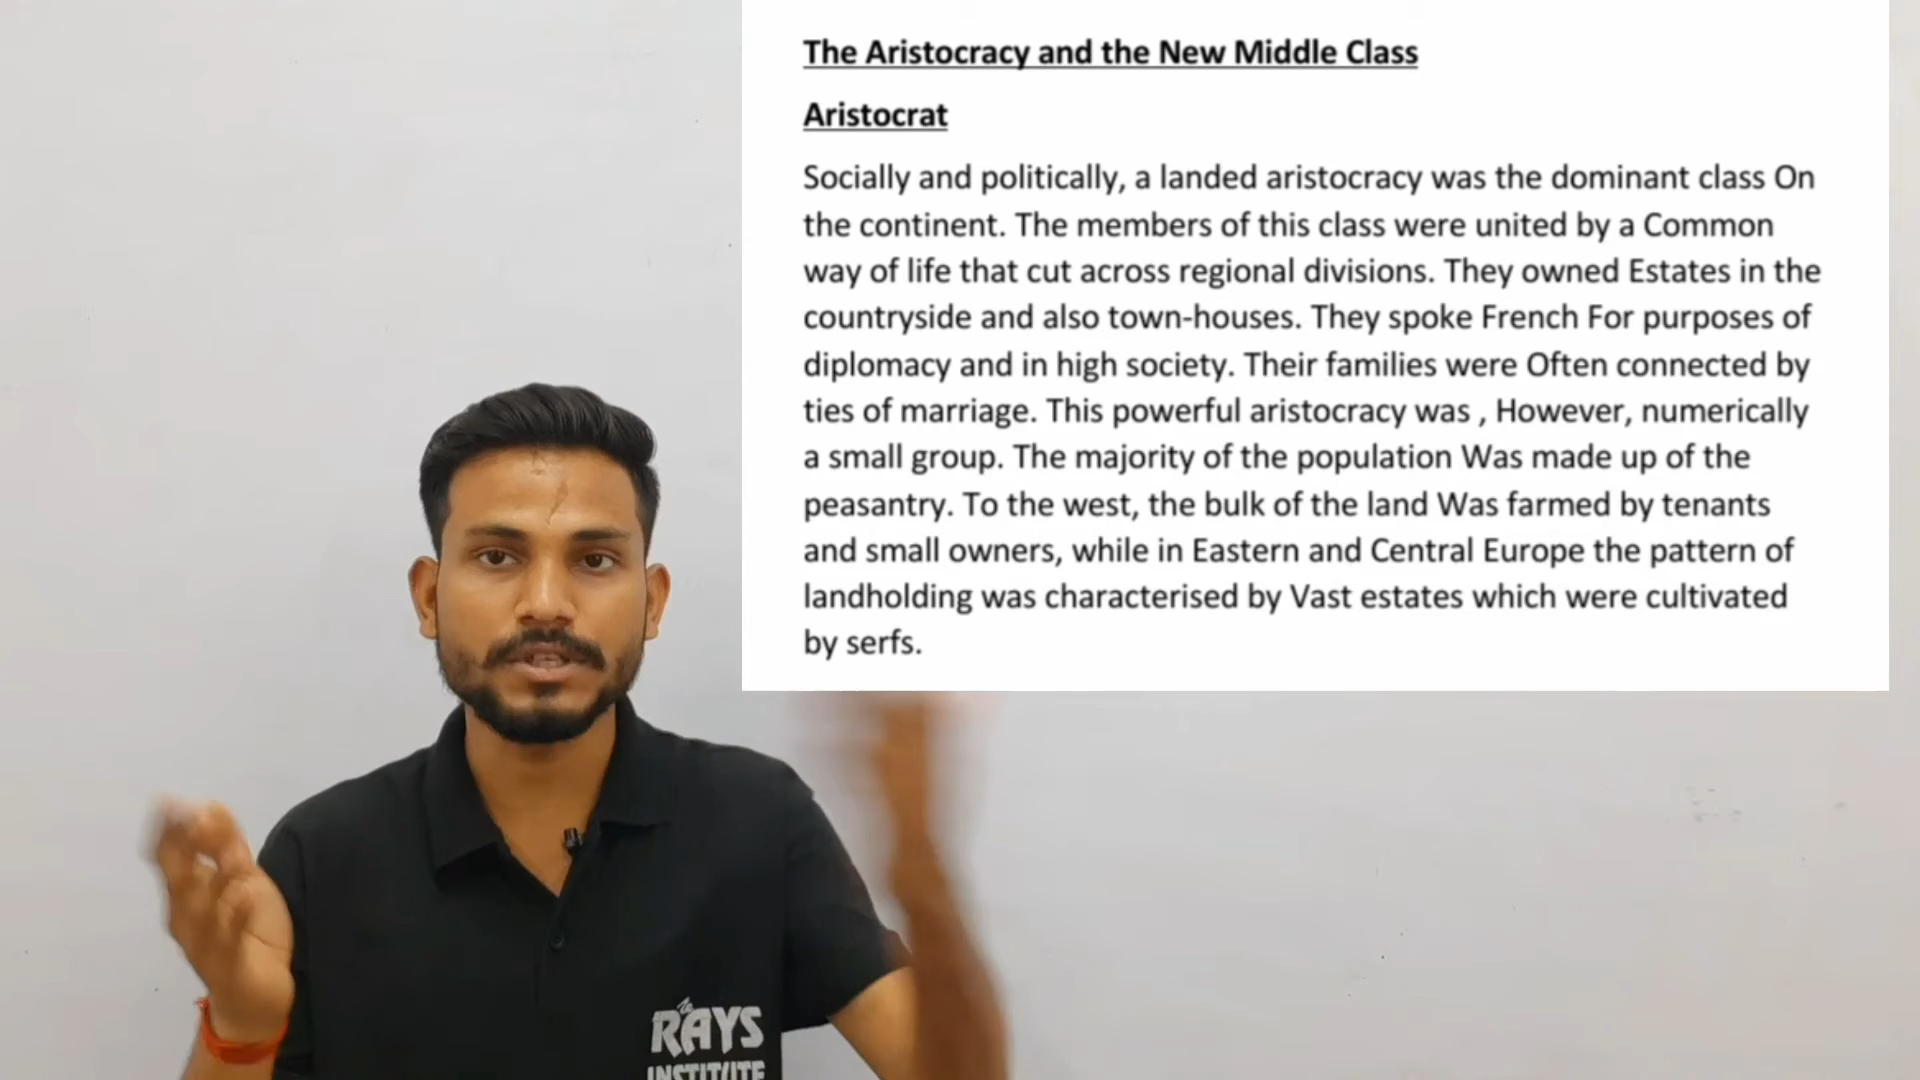 The Aristocracy and the New Middle Class
Aristocrat
Socially and politically, a landed aristocracy was the dominant class On
the continent. The members of this class were united by a Common
way of life that cut across regional divisions. They owned Estates in the
countryside and also town-houses. They spoke French For purposes of
diplomacy and in high society. Their families were Often connected by
ties of marriage. This powerful aristocracy was , However, numerically
a small group. The majority of the population Was made up of the
peasantry. To the west, the bulk of the land Was farmed by tenants
and small owners, while in Eastern and Central Europe the pattern of
landholding was characterised by Vast estates which were cultivated
by serfs.
RAYS
INSTITUTE